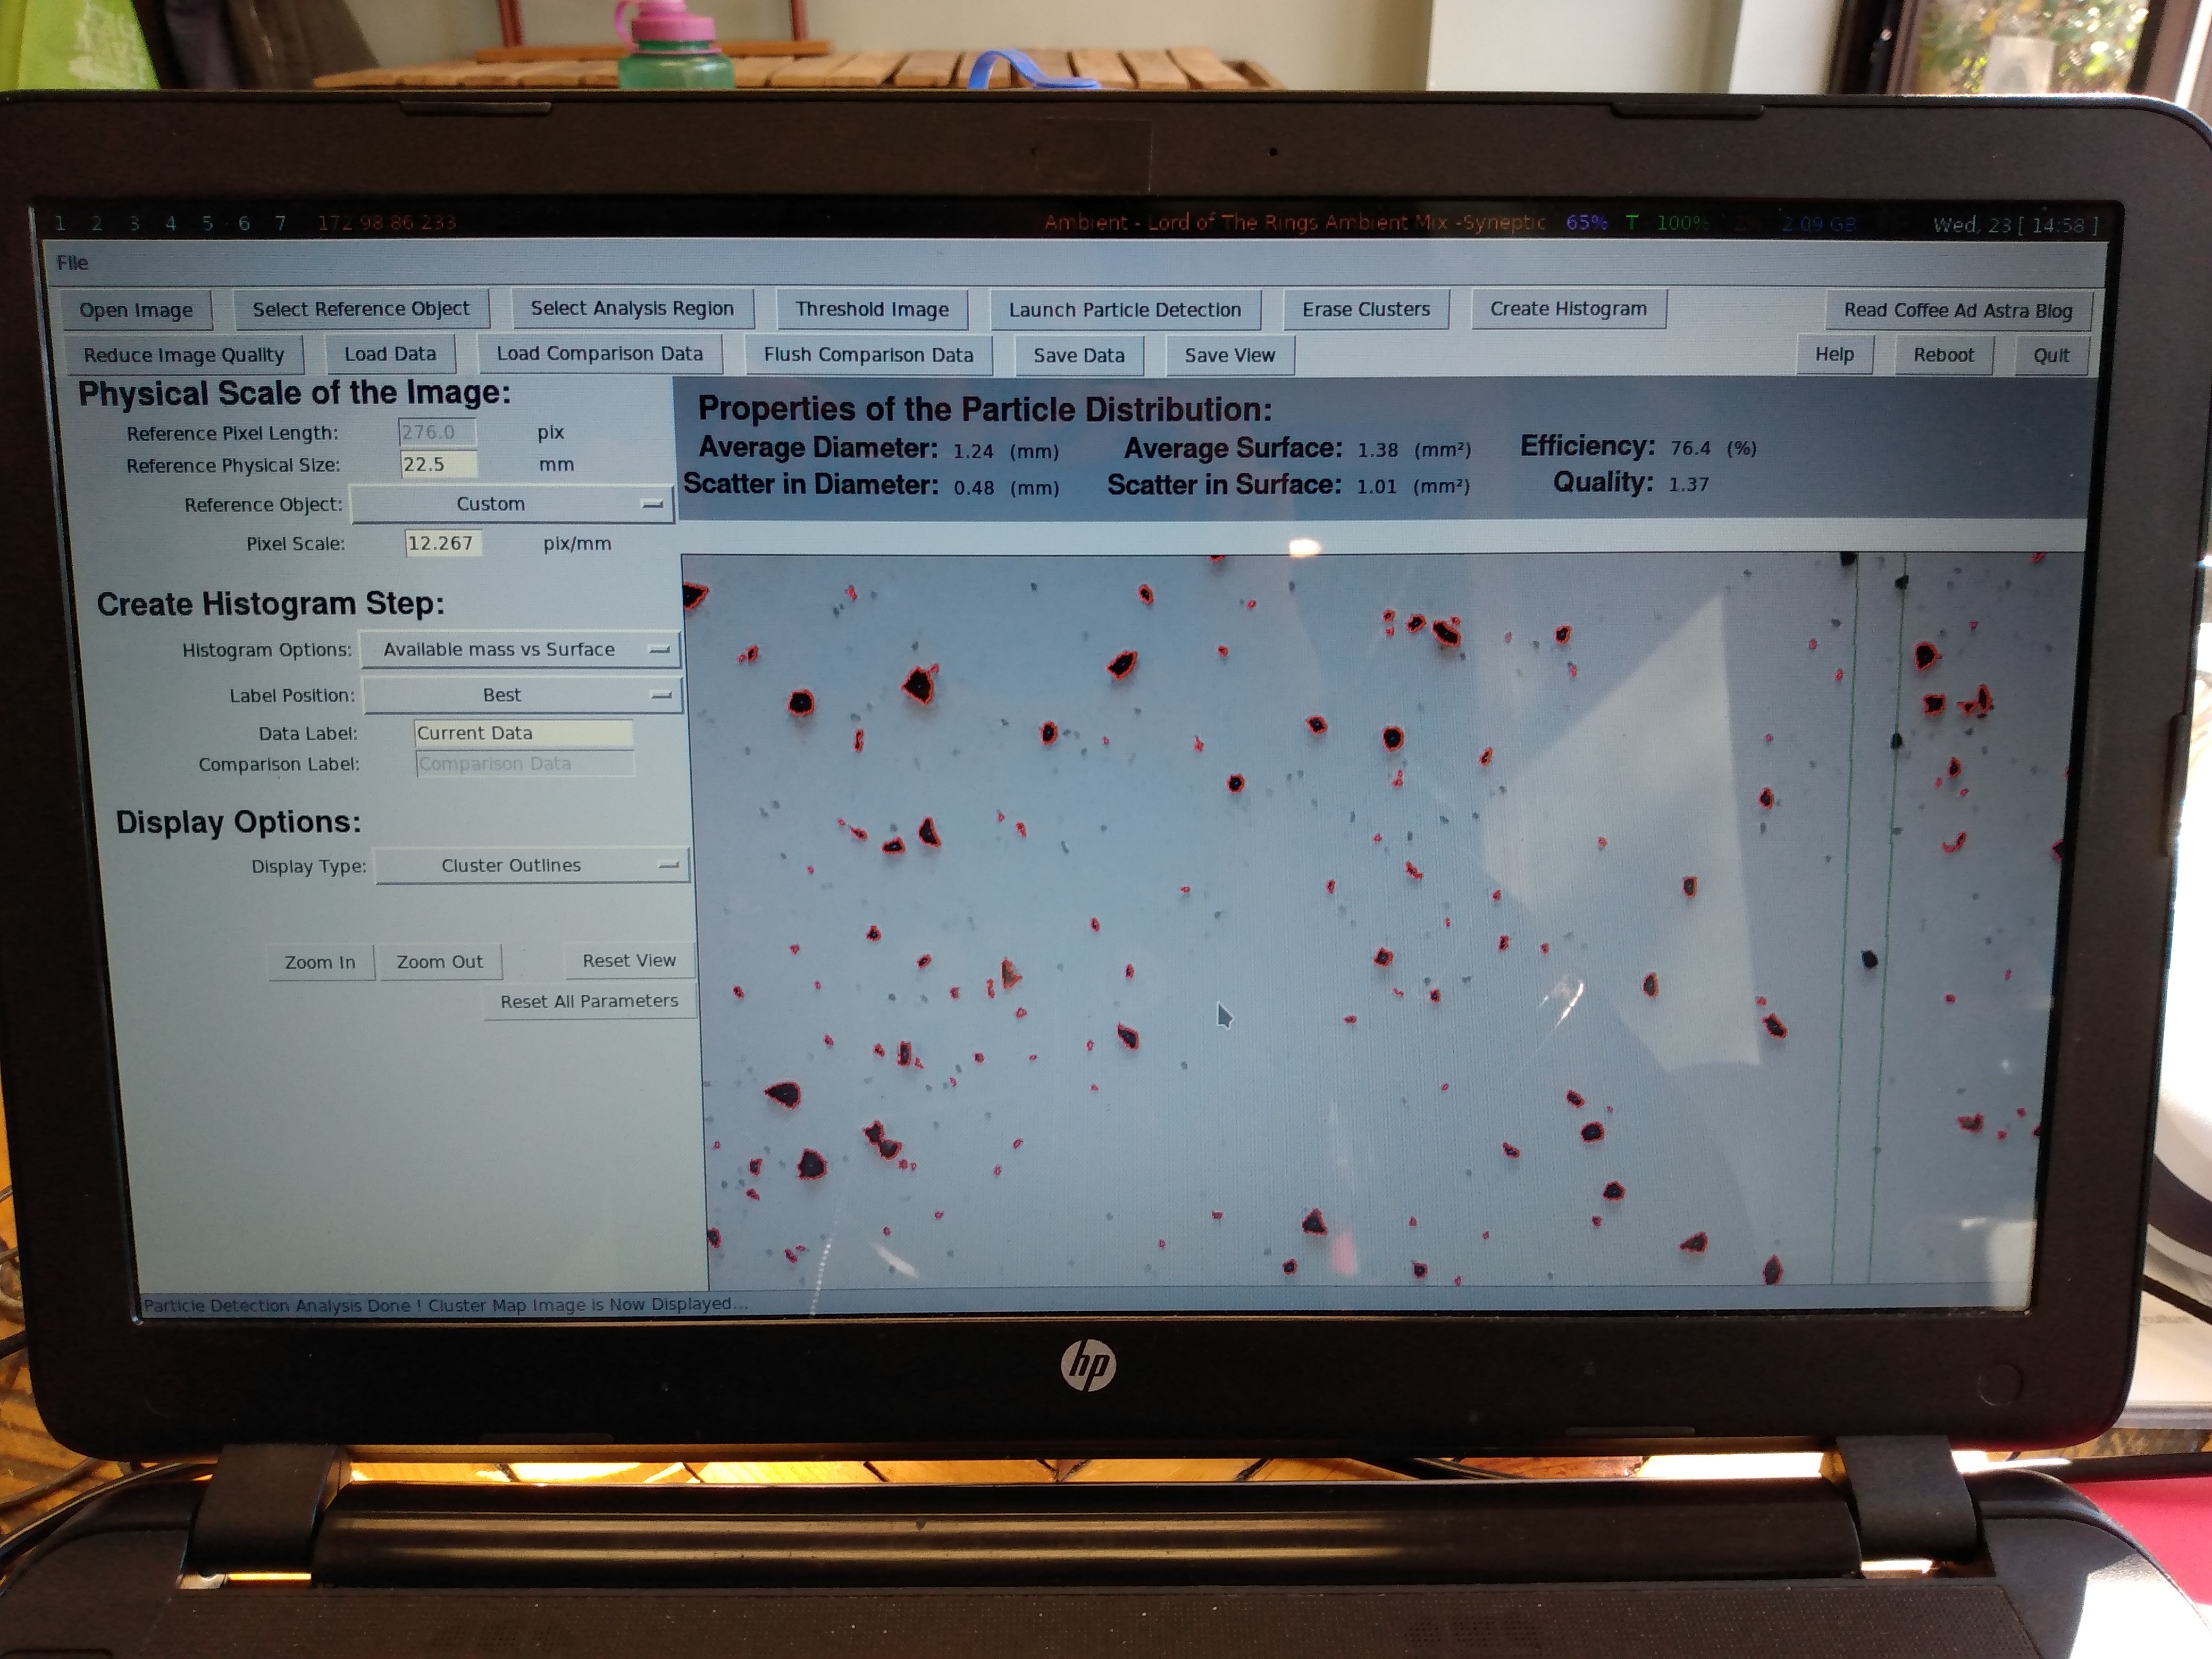 1 2 3 4 5 6 7 172 98 86 233 Ambient - Lord of The Rings Ambient Mix -Syneptic 65% T 100% 2.09 GB Wed, 23 [ 14:58 ]
File
Open Image Select Reference Object Select Analysis Region Threshold Image Launch Particle Detection Erase Clusters Create Histogram Read Coffee Ad Astra Blog
Reduce Image Quality Load Data Load Comparison Data Flush Comparison Data Save Data Save View Help Reboot Quit
Physical Scale of the Image:
Reference Pixel Length: 276.0 pix
Reference Physical Size: 22.5 mm
Reference Object: Custom
Pixel Scale: 12.267 pix/mm
Create Histogram Step:
Histogram Options: Available mass vs Surface
Label Position: Best
Data Label: Current Data
Comparison Label: Comparison Data
Display Options:
Display Type: Cluster Outlines
Zoom In Zoom Out Reset View
Reset All Parameters
Properties of the Particle Distribution:
Average Diameter: 1.24 (mm) Average Surface: 1.38 (mm²) Efficiency: 76.4 (%)
Scatter in Diameter: 0.48 (mm) Scatter in Surface: 1.01 (mm²) Quality: 1.37
Particle Detection Analysis Done ! Cluster Map Image is Now Displayed...
hp